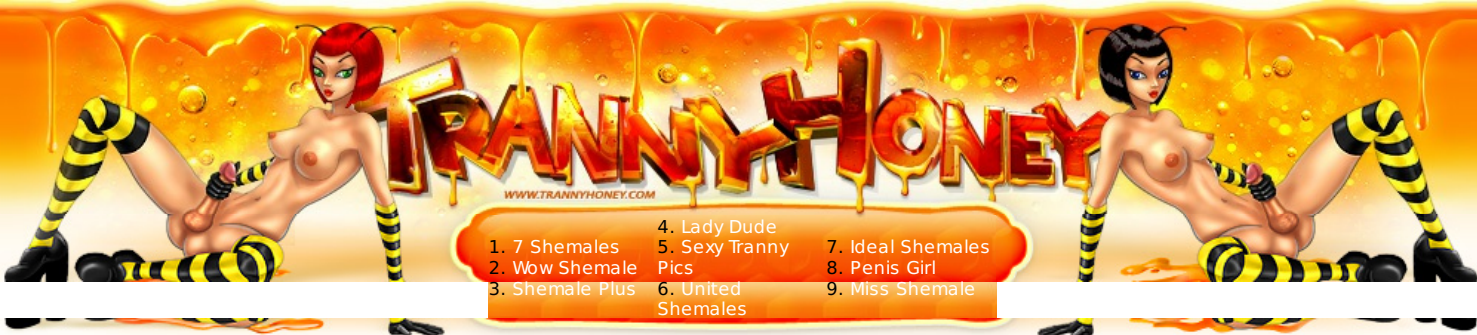 TRANNYHONEY
WWW.TRANNYHONEY.COM
1. 7 Shemales
2. Wow Shemale
3. Shemale Plus
4. Lady Dude
5. Sexy Tranny
Pics
6. United
Shemales
7. Ideal Shemales
8. Penis Girl
9. Miss Shemale